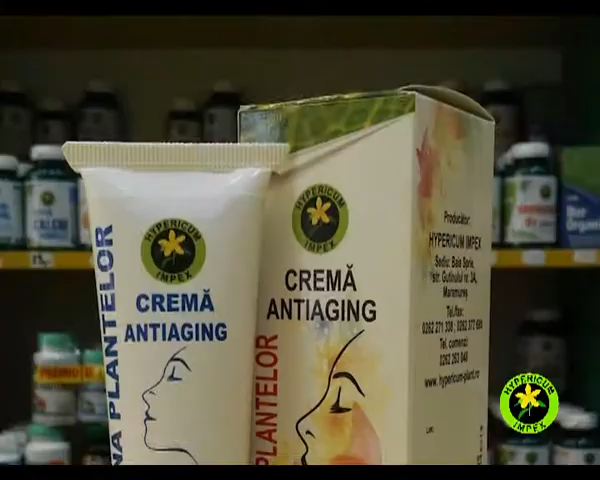 HYPERICUM
IMPEX
CREMĂ
ANTIAGING
NA PLANTELOR
HYPERICUM
IMPEX
CREMĂ
ANTIAGING
PLANTELOR
Producător:
HYPERICUM IMPEX
Sediu: Baia Sprie,
str. Gutinului nr. 3A,
Maramureş
Tel./fax:
Tel. comenzi
www.hypericum-plant.ro
HYPERICUM
IMPEX